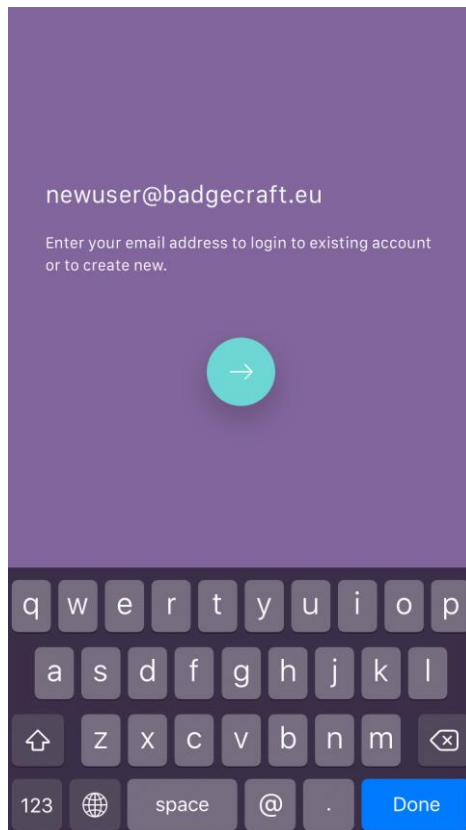 newuser@badgecraft.eu
Enter your email address to login to existing account
or to create new.
q w e r t y u i o p
a s d f g h j k l
z x c v b n m
123 space @ . Done